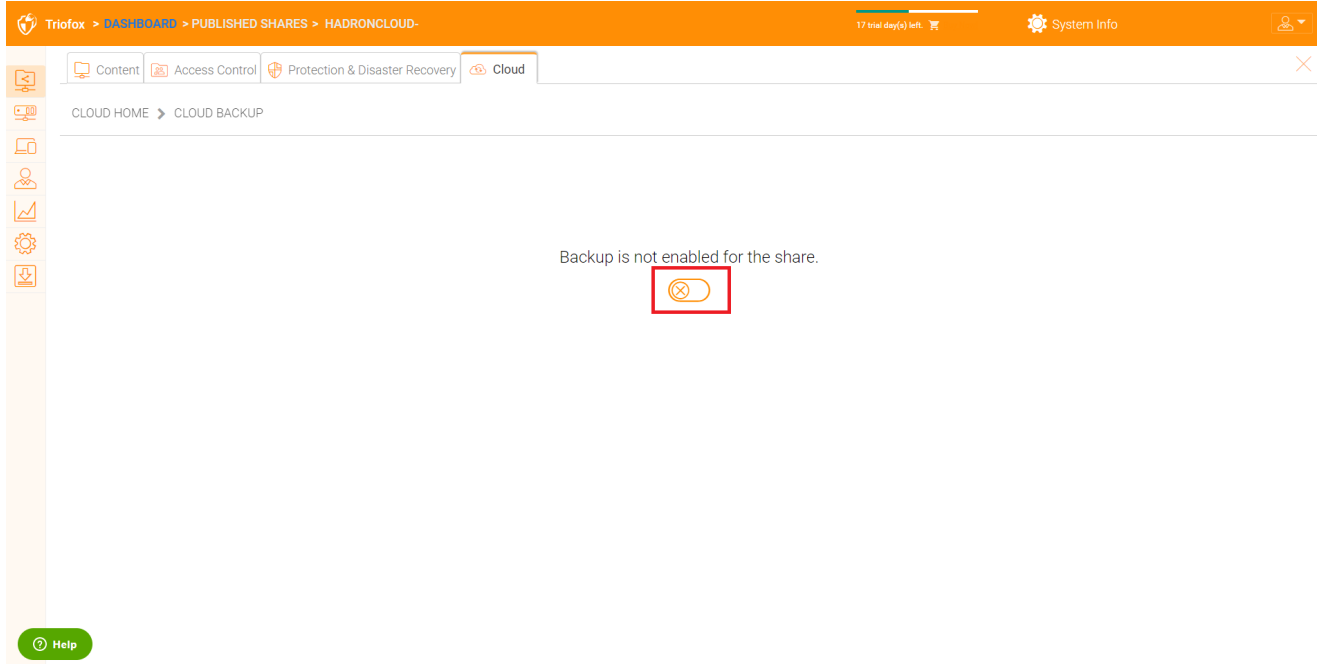 Triofox > DASHBOARD > PUBLISHED SHARES > HADRONCLOUD-
17 trial day(s) left.
System Info
Content
Access Control
Protection & Disaster Recovery
Cloud
CLOUD HOME > CLOUD BACKUP
Backup is not enabled for the share.
Help